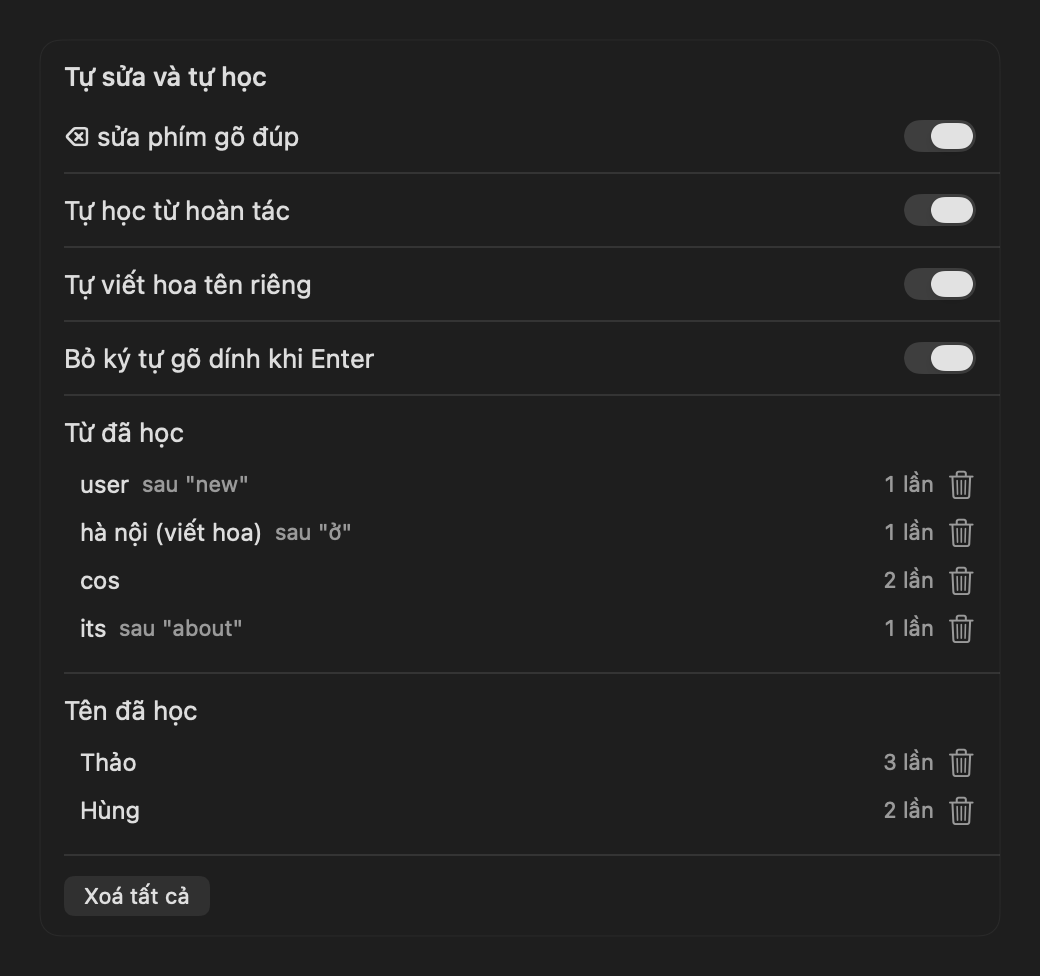 Tự sửa và tự học
⌫ sửa phím gõ đúp
Tự học từ hoàn tác
Tự viết hoa tên riêng
Bỏ ký tự gõ dính khi Enter
Từ đã học
user sau "new" 1 lần
hà nội (viết hoa) sau "ở" 1 lần
cos 2 lần
its sau "about" 1 lần
Tên đã học
Thảo 3 lần
Hùng 2 lần
Xoá tất cả